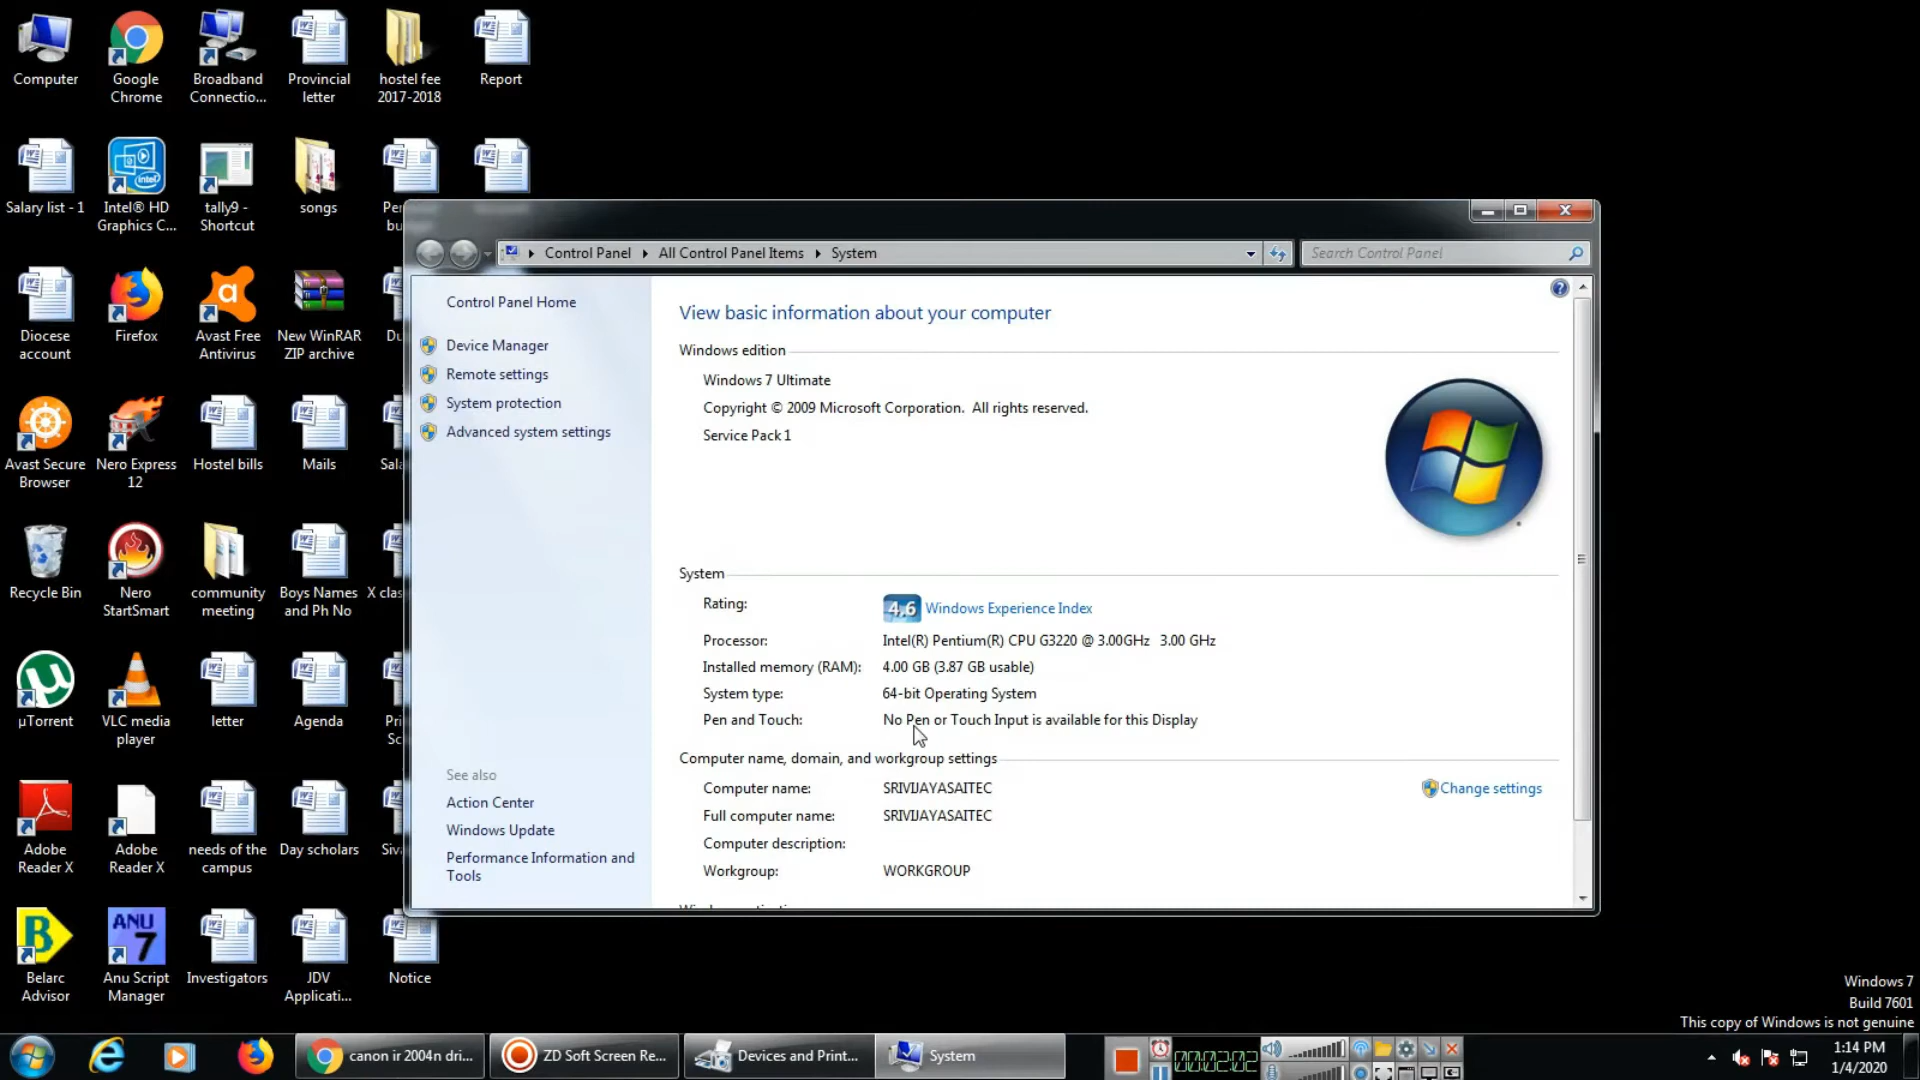 Computer
Google
Chrome
Broadband
Connectio...
Provincial
letter
hostel fee
2017-2018
Report
Salary list - 1
Intel® HD
Graphics C...
tally9 -
Shortcut
songs
Diocese
account
Firefox
Avast Free
Antivirus
New WinRAR
ZIP archive
Avast Secure
Browser
Nero Express
12
Hostel bills
Mails
Recycle Bin
Nero
StartSmart
community
meeting
Boys Names
and Ph No
X clas
µTorrent
VLC media
player
letter
Agenda
Adobe
Reader X
Adobe
Reader X
needs of the
campus
Day scholars
Belarc
Advisor
ANU
7
Anu Script
Manager
Investigators
JDV
Applicati...
Notice
Control Panel
All Control Panel Items
System
Search Control Panel
Control Panel Home
Device Manager
Remote settings
System protection
Advanced system settings
See also
Action Center
Windows Update
Performance Information and
Tools
View basic information about your computer
Windows edition
Windows 7 Ultimate
Copyright © 2009 Microsoft Corporation. All rights reserved.
Service Pack 1
System
Rating:
4.6 Windows Experience Index
Processor:
Intel(R) Pentium(R) CPU G3220 @ 3.00GHz 3.00 GHz
Installed memory (RAM):
4.00 GB (3.87 GB usable)
System type:
64-bit Operating System
Pen and Touch:
No Pen or Touch Input is available for this Display
Computer name, domain, and workgroup settings
Computer name:
SRIVIJAYASAITEC
Change settings
Full computer name:
SRIVIJAYASAITEC
Computer description:
Workgroup:
WORKGROUP
Windows 7
Build 7601
This copy of Windows is not genuine
canon ir 2004n dri...
ZD Soft Screen Re...
Devices and Print...
System
00:02:02
1:14 PM
1/4/2020